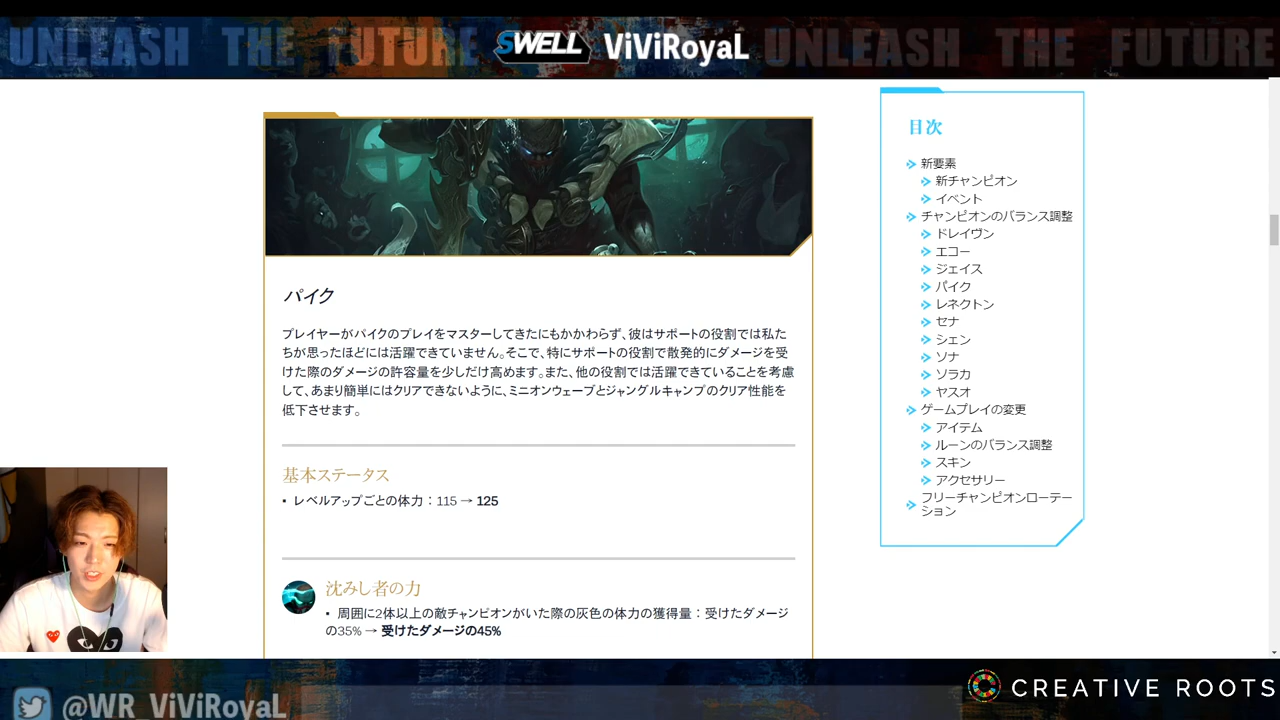 UNLEASH THE FUTURE SWELL ViViRoyaL UNLEASH THE FUTURE
パイク
プレイヤーがパイクのプレイをマスターしてきたにもかかわらず、彼はサポートの役割では私た
ちが思ったほどには活躍できていません。そこで、特にサポートの役割で散発的にダメージを受
けた際のダメージの許容量を少しだけ高めます。また、他の役割では活躍できていることを考慮
して、あまり簡単にはクリアできないように、ミニオンウェーブとジャングルキャンプのクリア性能を
低下させます。
基本ステータス
• レベルアップごとの体力：115 → 125
沈みし者の力
• 周囲に2体以上の敵チャンピオンがいた際の灰色の体力の獲得量：受けたダメージ
の35% → 受けたダメージの45%
目次
新要素
新チャンピオン
イベント
チャンピオンのバランス調整
ドレイヴン
エコー
ジェイス
パイク
レネクトン
セナ
シェン
ソナ
ソラカ
ヤスオ
ゲームプレイの変更
アイテム
ルーンのバランス調整
スキン
アクセサリー
フリーチャンピオンローテー
ション
@WR_ViViRoyaL
CREATIVE ROOTS